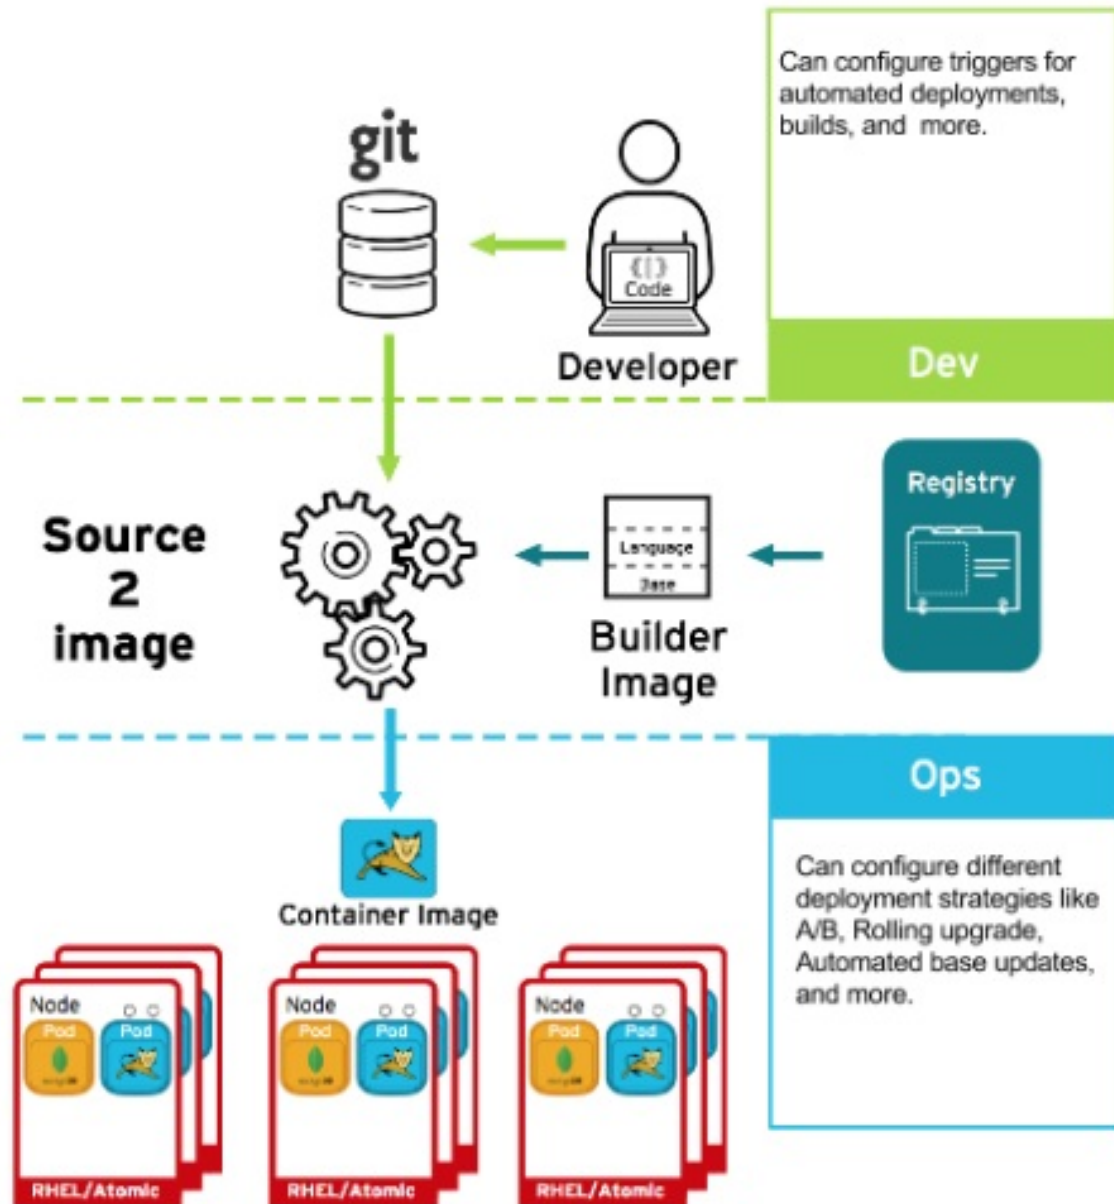 Can configure triggers for
automated deployments,
builds, and more.
git
{[}
Code
Developer
Dev
Source
2
image
Language
Base
Builder
Image
Registry
Ops
Container Image
Can configure different
deployment strategies like
A/B, Rolling upgrade,
Automated base updates,
and more.
Node
Pod
Pod
RHEL/Atomic
Node
Pod
Pod
RHEL/Atomic
Node
Pod
Pod
RHEL/Atomic